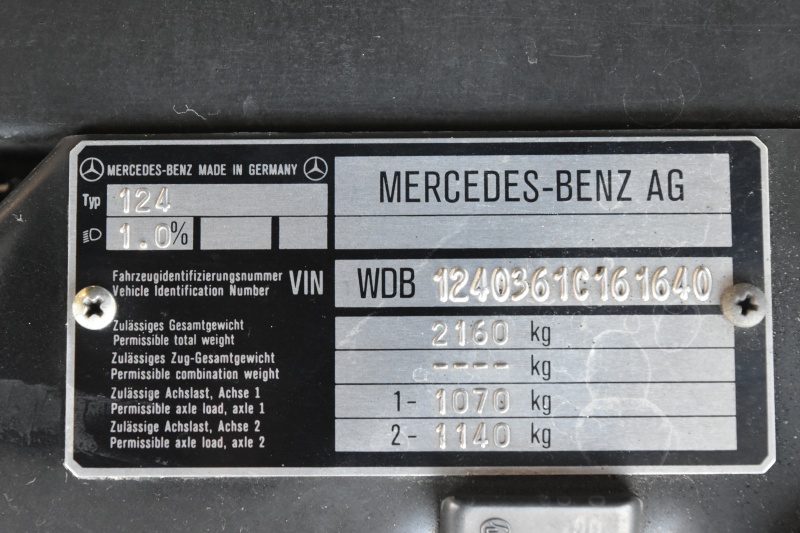 MERCEDES-BENZ MADE IN GERMANY
MERCEDES-BENZ AG
Typ 124
1.0%
Fahrzeugidentifizierungsnummer
Vehicle Identification Number
VIN
WDB 1240361C161640
Zulässiges Gesamtgewicht
Permissible total weight
2160 kg
Zulässiges Zug-Gesamtgewicht
Permissible combination weight
---- kg
Zulässige Achslast, Achse 1
Permissible axle load, axle 1
1- 1070 kg
Zulässige Achslast, Achse 2
Permissible axle load, axle 2
2- 1140 kg